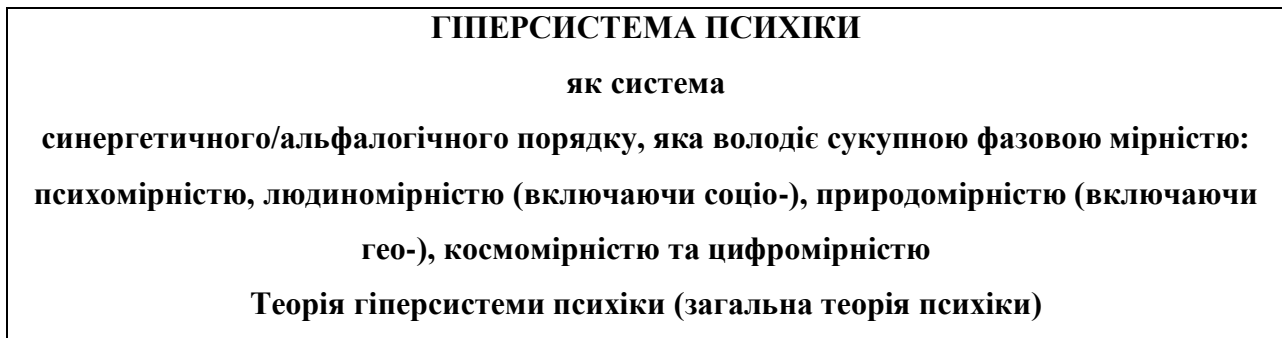 ГІПЕРСИСТЕМА ПСИХІКИ
як система
синергетичного/альфалогічного порядку, яка володіє сукупною фазовою мірністю:
психомірністю, людиномірністю (включаючи соціо-), природомірністю (включаючи
гео-), космомірністю та цифромірністю
Теорія гіперсистеми психіки (загальна теорія психіки)